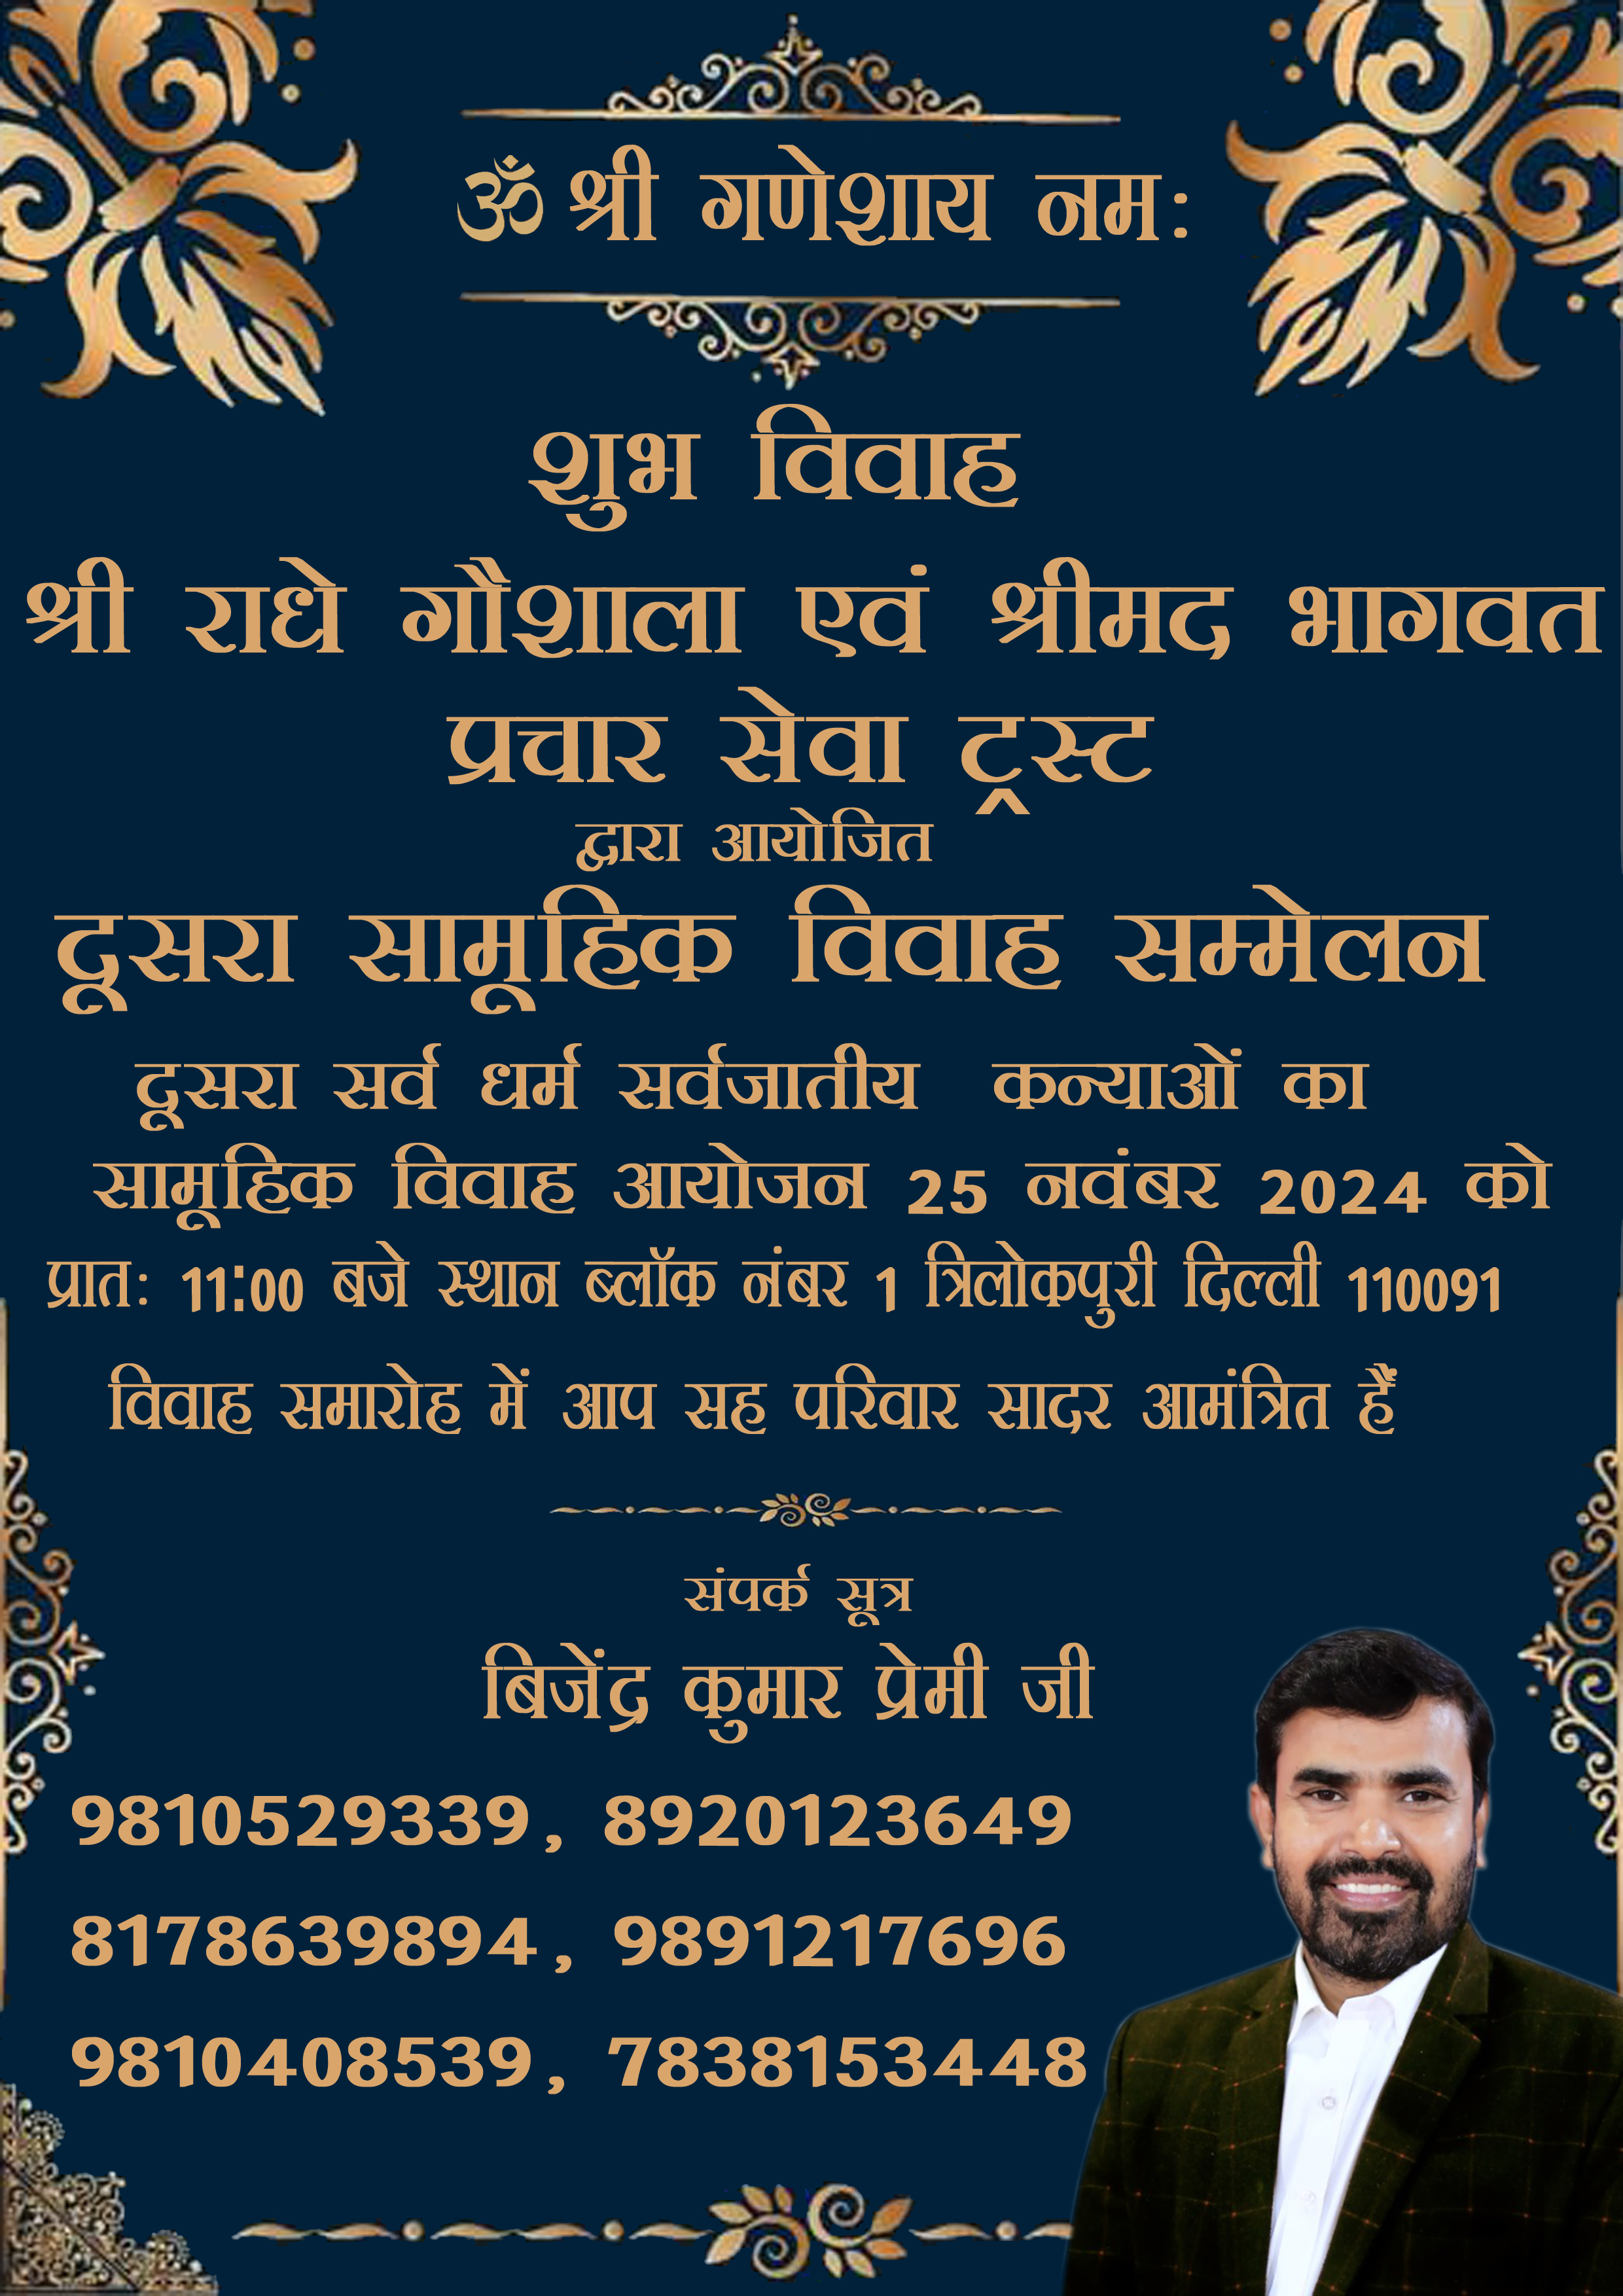 ॐ श्री गणेशाय नमः
शुभ विवाह
श्री राधे गौशाला एवं श्रीमद भागवत
प्रचार सेवा ट्रस्ट
द्वारा आयोजित
दूसरा सामूहिक विवाह सम्मेलन
दूसरा सर्व धर्म सर्वजातीय कन्याओं का
सामूहिक विवाह आयोजन 25 नवंबर 2024 को
प्रातः 11:00 बजे स्थान ब्लॉक नंबर 1 त्रिलोकपुरी दिल्ली 110091
विवाह समारोह में आप सह परिवार सादर आमंत्रित हैं
संपर्क सूत्र
बिजेंद्र कुमार प्रेमी जी
9810529339, 8920123649
8178639894, 9891217696
9810408539, 7838153448